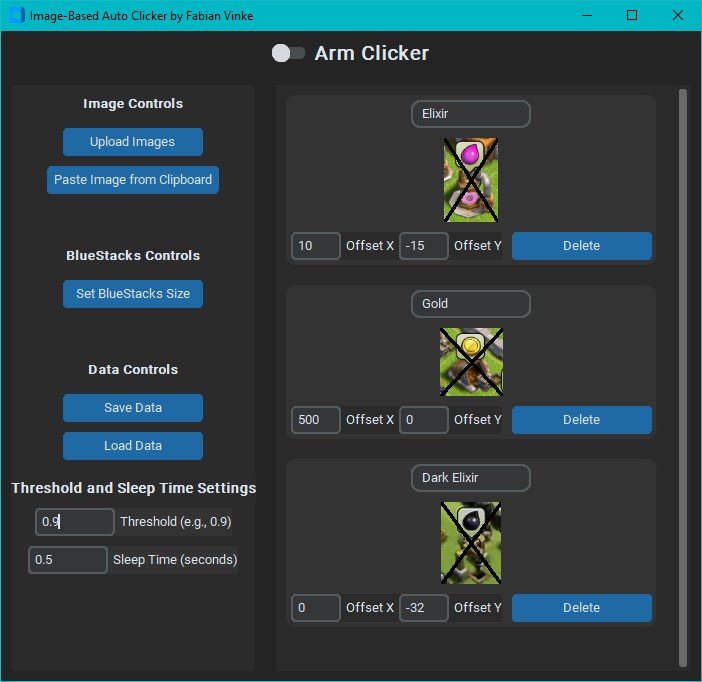 Image-Based Auto Clicker by Fabian Vinke
Arm Clicker
Image Controls
Upload Images
Paste Image from Clipboard
BlueStacks Controls
Set BlueStacks Size
Data Controls
Save Data
Load Data
Threshold and Sleep Time Settings
0.9 Threshold (e.g., 0.9)
0.5 Sleep Time (seconds)
Elixir
10 Offset X -15 Offset Y Delete
Gold
500 Offset X 0 Offset Y Delete
Dark Elixir
0 Offset X -32 Offset Y Delete